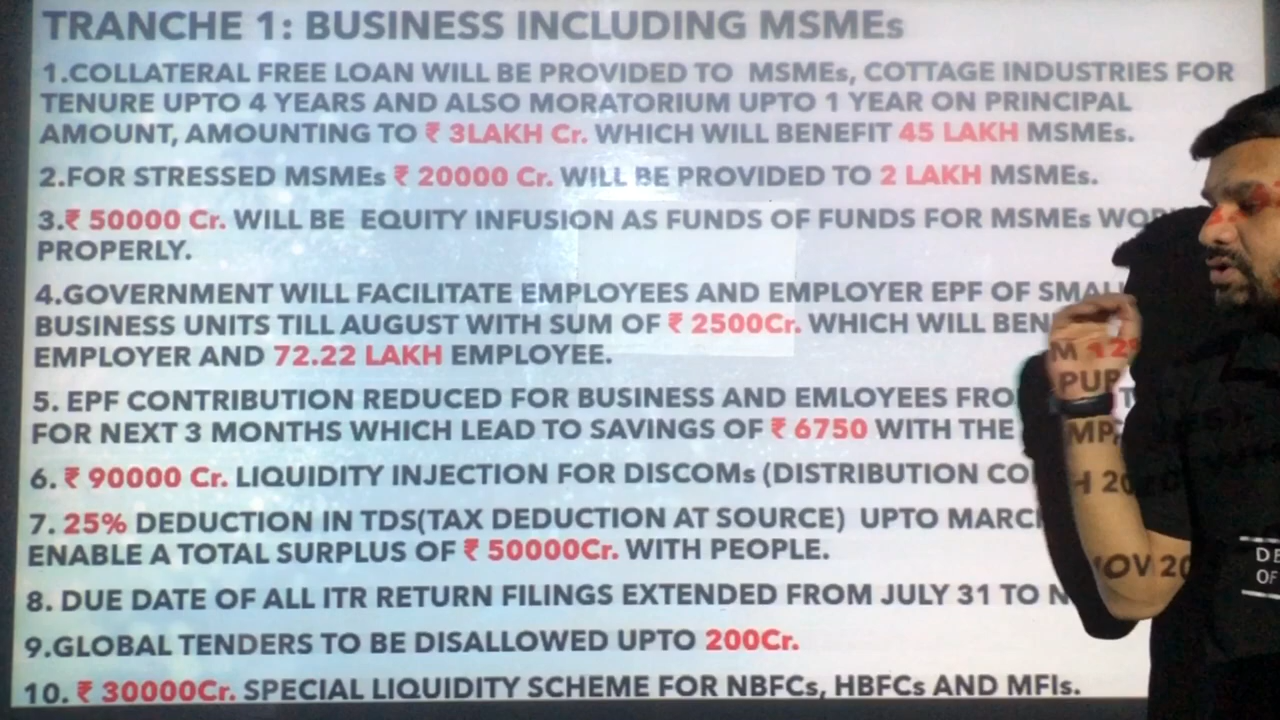 TRANCHE 1: BUSINESS INCLUDING MSMEs
1.COLLATERAL FREE LOAN WILL BE PROVIDED TO MSMEs, COTTAGE INDUSTRIES FOR
TENURE UPTO 4 YEARS AND ALSO MORATORIUM UPTO 1 YEAR ON PRINCIPAL
AMOUNT, AMOUNTING TO ₹ 3LAKH Cr. WHICH WILL BENEFIT 45 LAKH MSMEs.
2.FOR STRESSED MSMEs ₹ 20000 Cr. WILL BE PROVIDED TO 2 LAKH MSMEs.
3.₹ 50000 Cr. WILL BE EQUITY INFUSION AS FUNDS OF FUNDS FOR MSMEs
PROPERLY.
4.GOVERNMENT WILL FACILITATE EMPLOYEES AND EMPLOYER EPF OF
BUSINESS UNITS TILL AUGUST WITH SUM OF ₹ 2500Cr. WHICH WILL
EMPLOYER AND 72.22 LAKH EMPLOYEE.
5. EPF CONTRIBUTION REDUCED FOR BUSINESS AND EMLOYEES
FOR NEXT 3 MONTHS WHICH LEAD TO SAVINGS OF ₹ 6750 WITH THE
6. ₹ 90000 Cr. LIQUIDITY INJECTION FOR DISCOMs (DISTRIBUTION
7. 25% DEDUCTION IN TDS(TAX DEDUCTION AT SOURCE) UPTO
ENABLE A TOTAL SURPLUS OF ₹ 50000Cr. WITH PEOPLE.
8. DUE DATE OF ALL ITR RETURN FILINGS EXTENDED FROM JULY 31 TO
9.GLOBAL TENDERS TO BE DISALLOWED UPTO 200Cr.
10. ₹ 30000Cr. SPECIAL LIQUIDITY SCHEME FOR NBFCs, HBFCs AND MFIs.